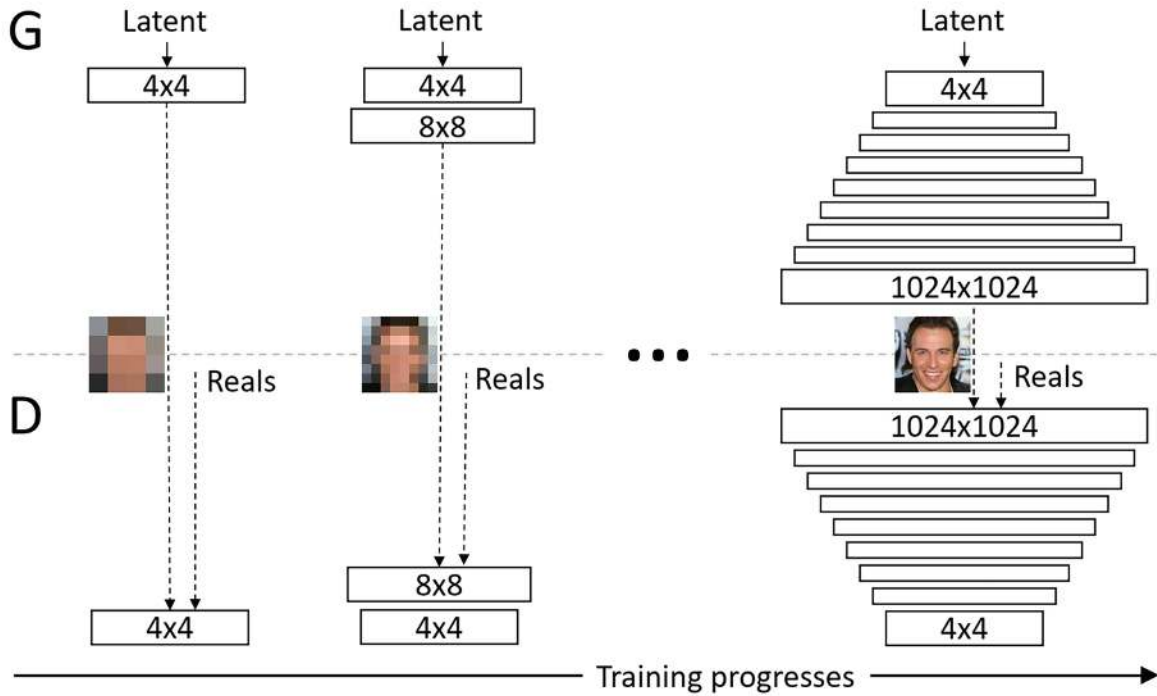 G
Latent
Latent
Latent
4x4
4x4
4x4
8x8
1024x1024
Reals
Reals
Reals
D
1024x1024
8x8
4x4
4x4
4x4
Training progresses